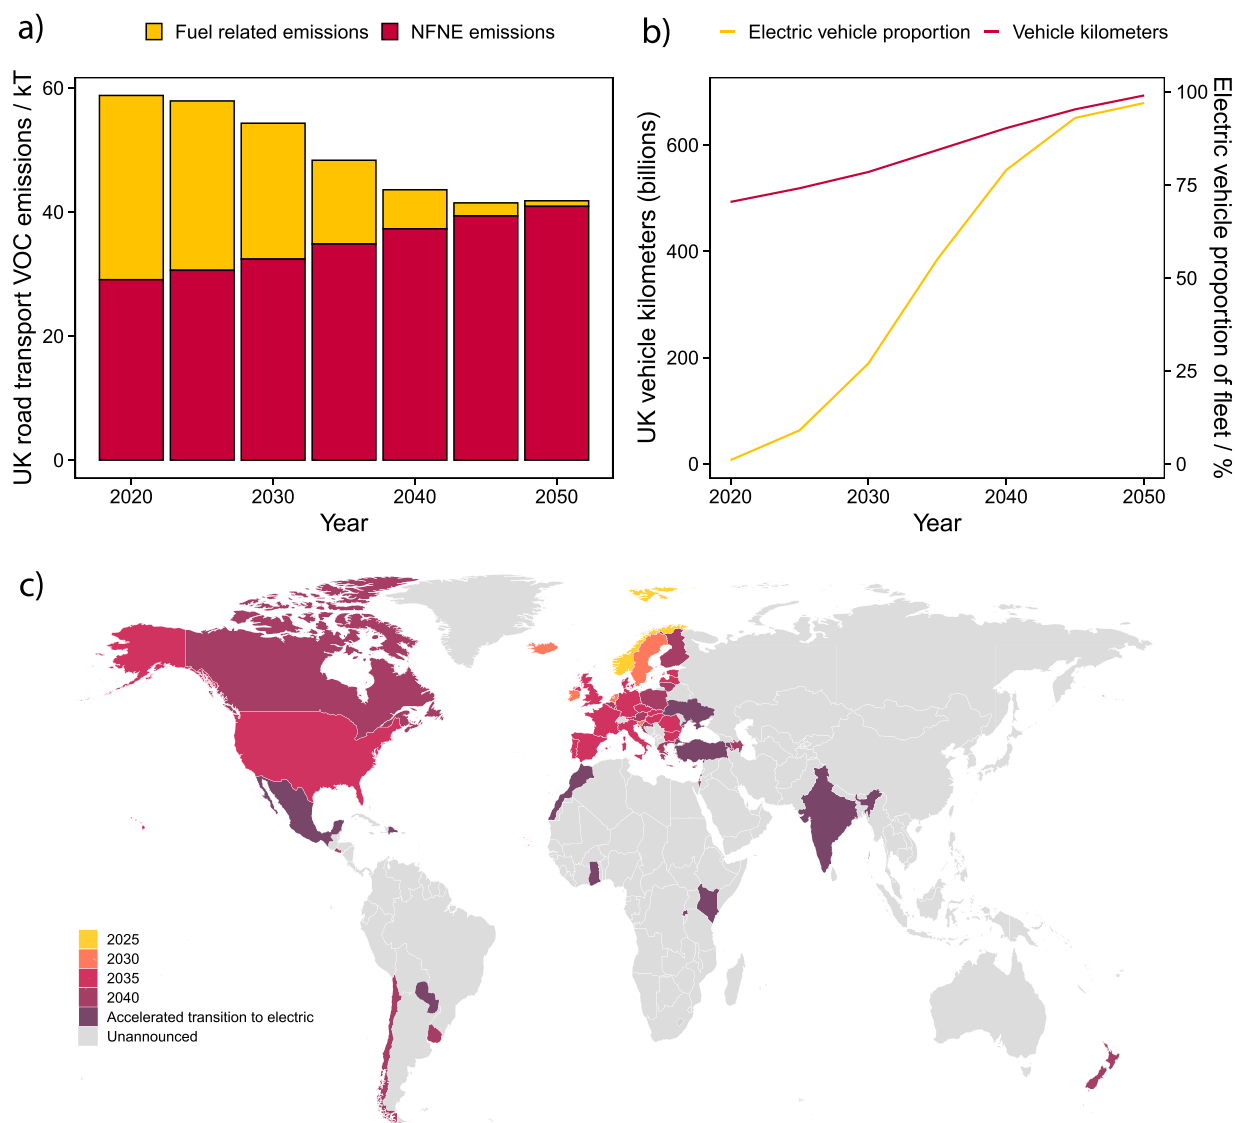 a)
Fuel related emissions NFNE emissions
UK road transport VOC emissions / kT
60
40
20
0
2020 2030 2040 2050
Year
b)
Electric vehicle proportion Vehicle kilometers
UK vehicle kilometers (billions)
600
400
200
0
100
75
50
25
0
Electric vehicle proportion of fleet / %
2020 2030 2040 2050
Year
c)
2025
2030
2035
2040
Accelerated transition to electric
Unannounced